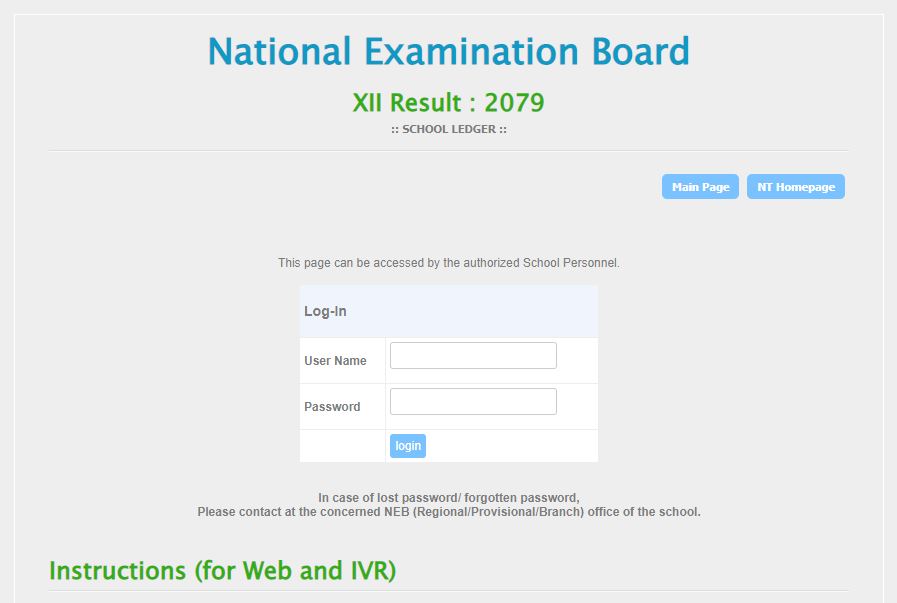 National Examination Board
XII Result : 2079
:: SCHOOL LEDGER ::
Main Page NT Homepage
This page can be accessed by the authorized School Personnel.
Log-In
User Name
Password
login
In case of lost password/ forgotten password,
Please contact at the concerned NEB (Regional/Provisional/Branch) office of the school.
Instructions (for Web and IVR)